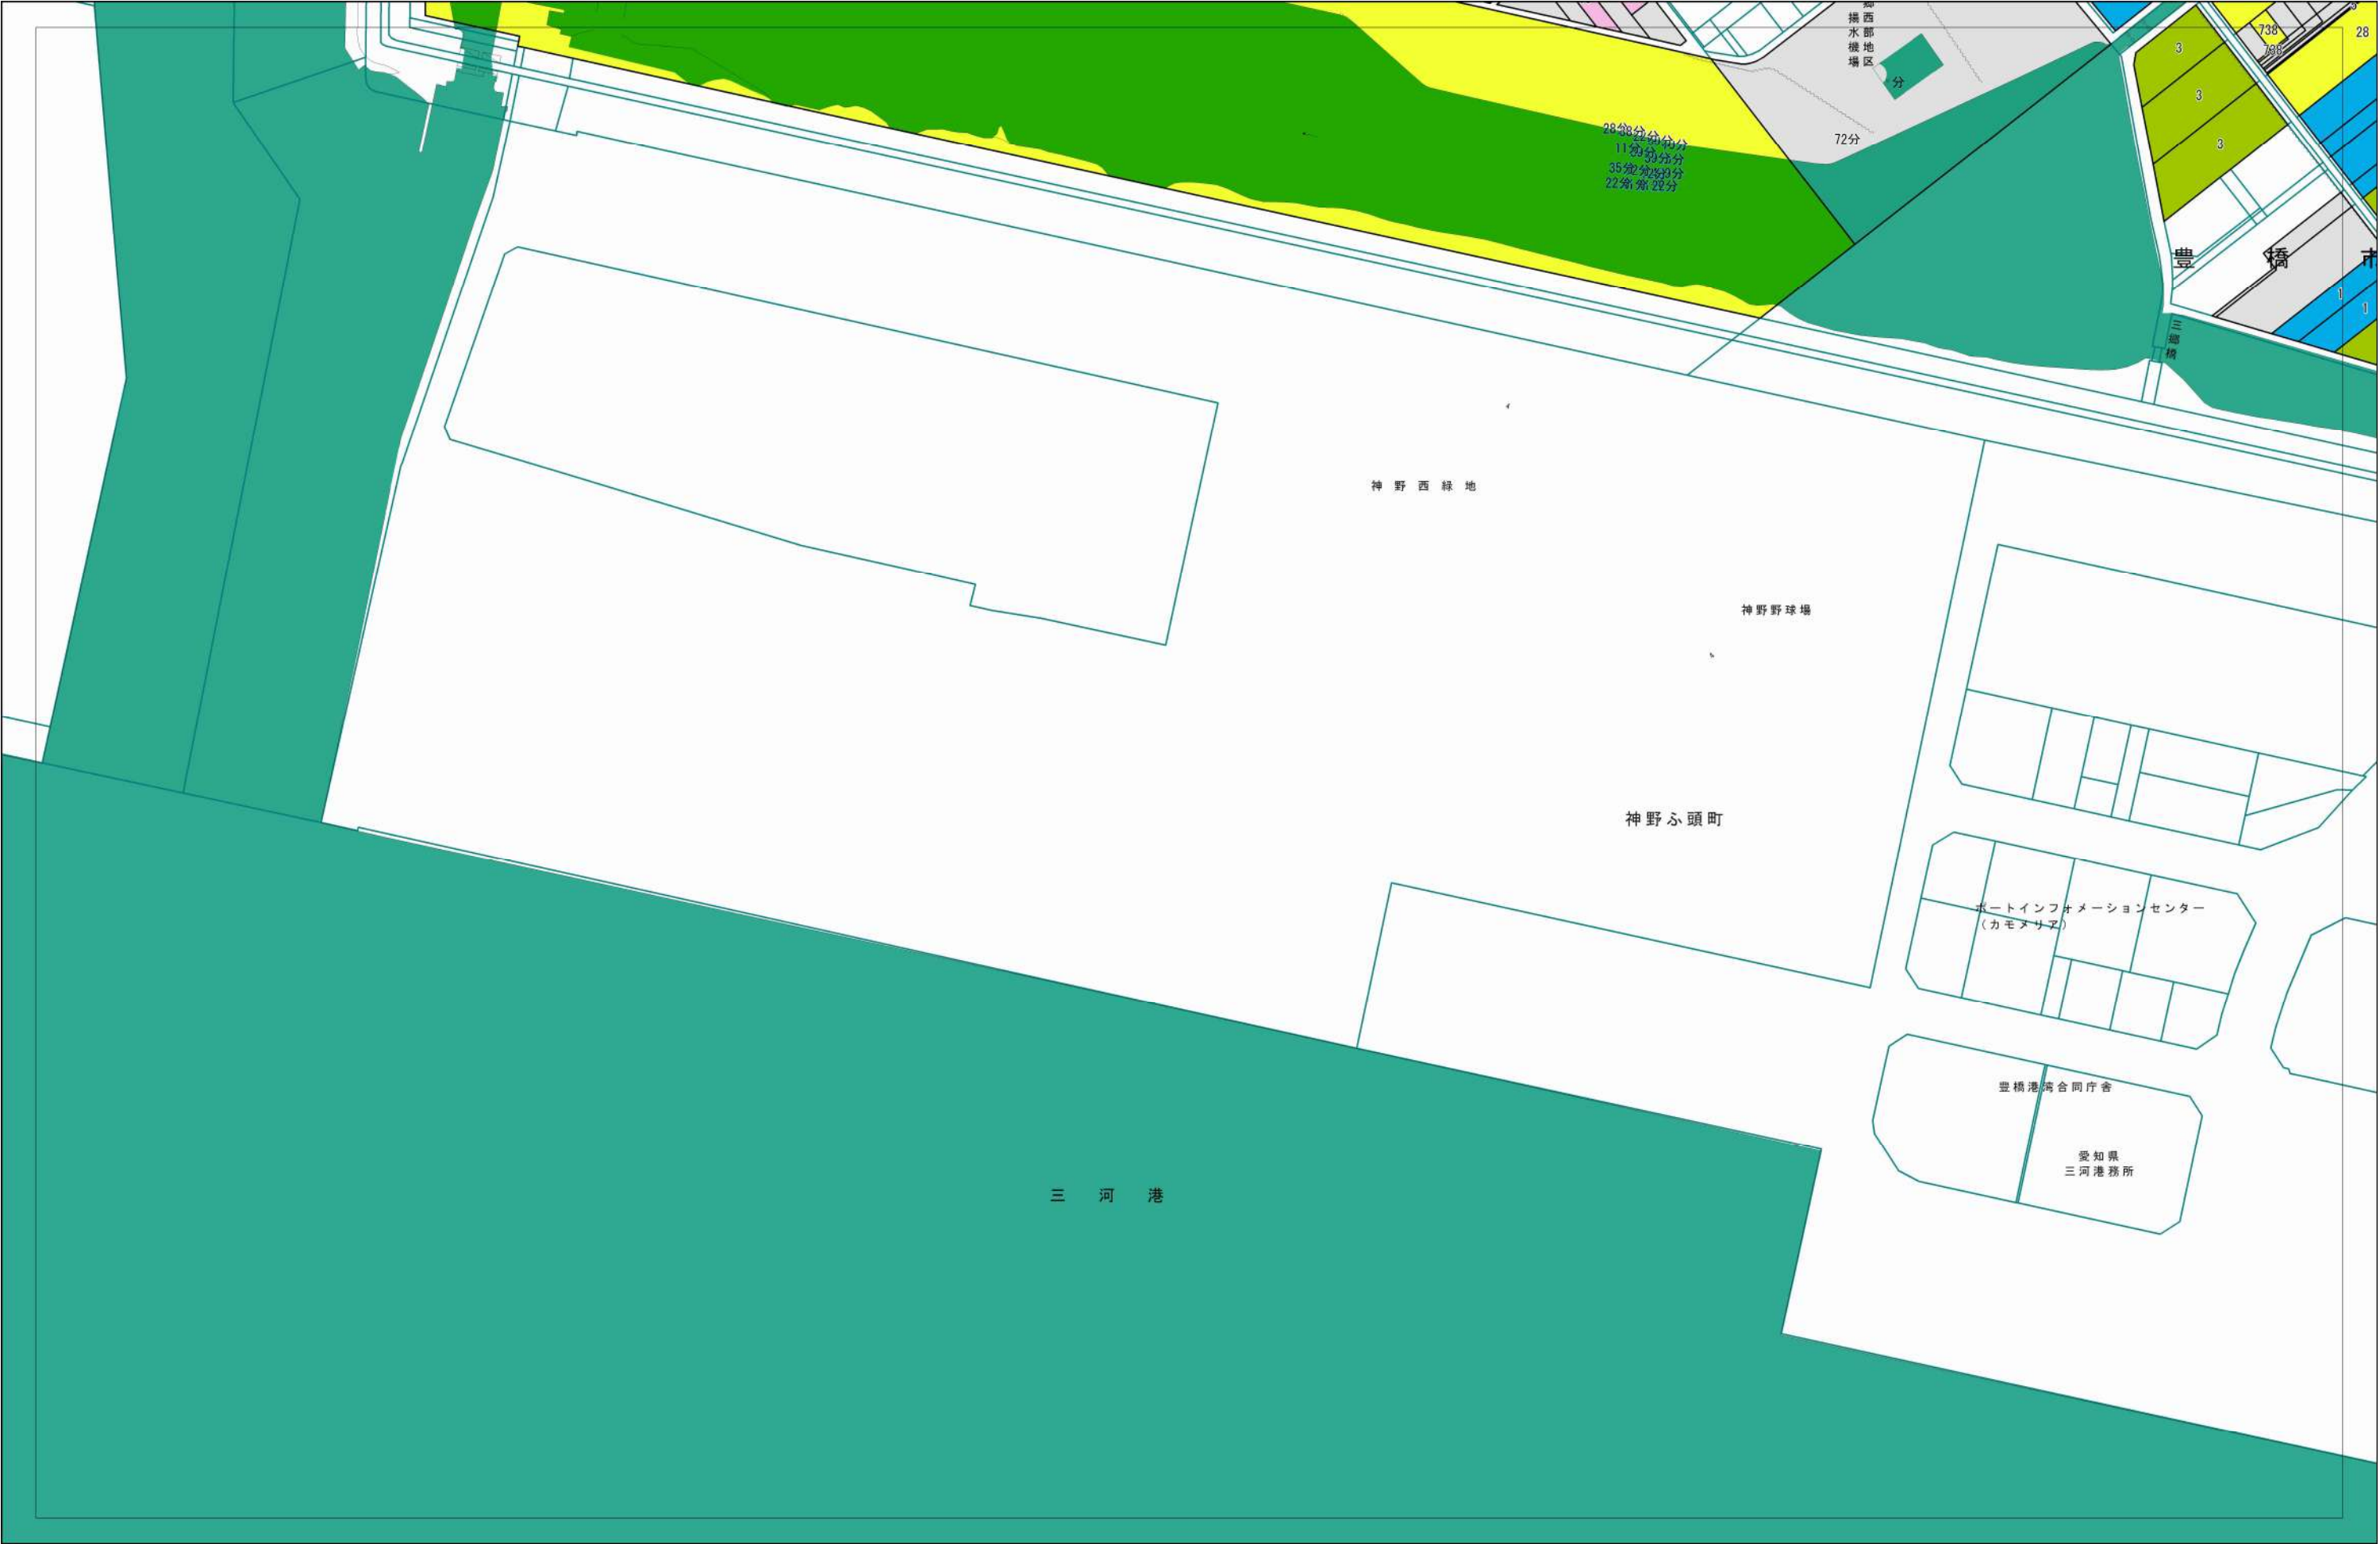 揚水機場
西部地区
分
72分
738
738
28
3
3
3
豊橋市
1
1
三郷橋
神野西緑地
神野野球場
神野ふ頭町
ポートインフォメーションセンター
（カモメリア）
豊橋港湾合同庁舎
愛知県
三河港務所
三河港